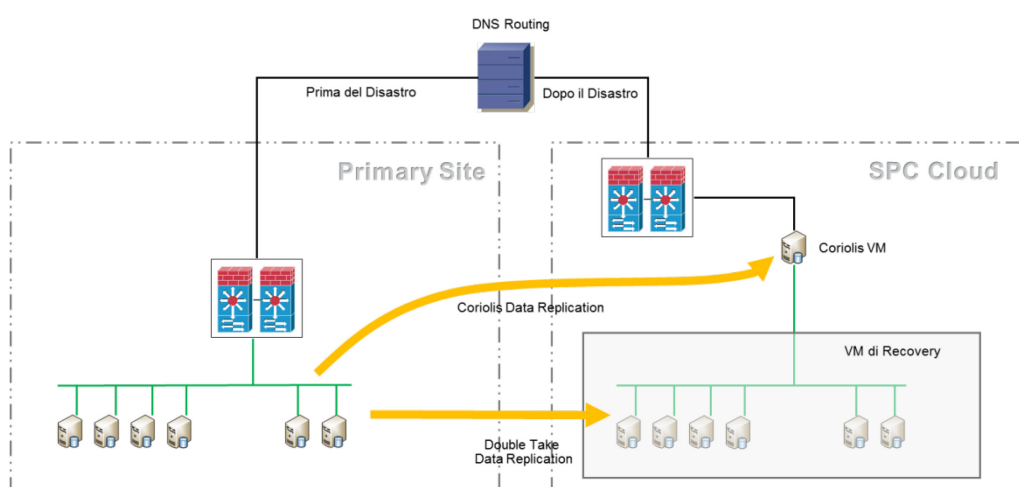 DNS Routing
Prima del Disastro
Dopo il Disastro
Primary Site
SPC Cloud
Coriolis VM
Coriolis Data Replication
VM di Recovery
Double Take
Data Replication